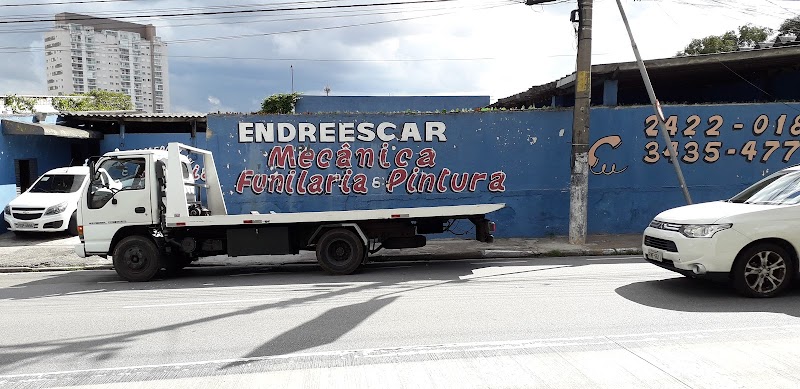 ENDREESCAR
Mecânica
Funilaria & Pintura
2422-018
3435-477